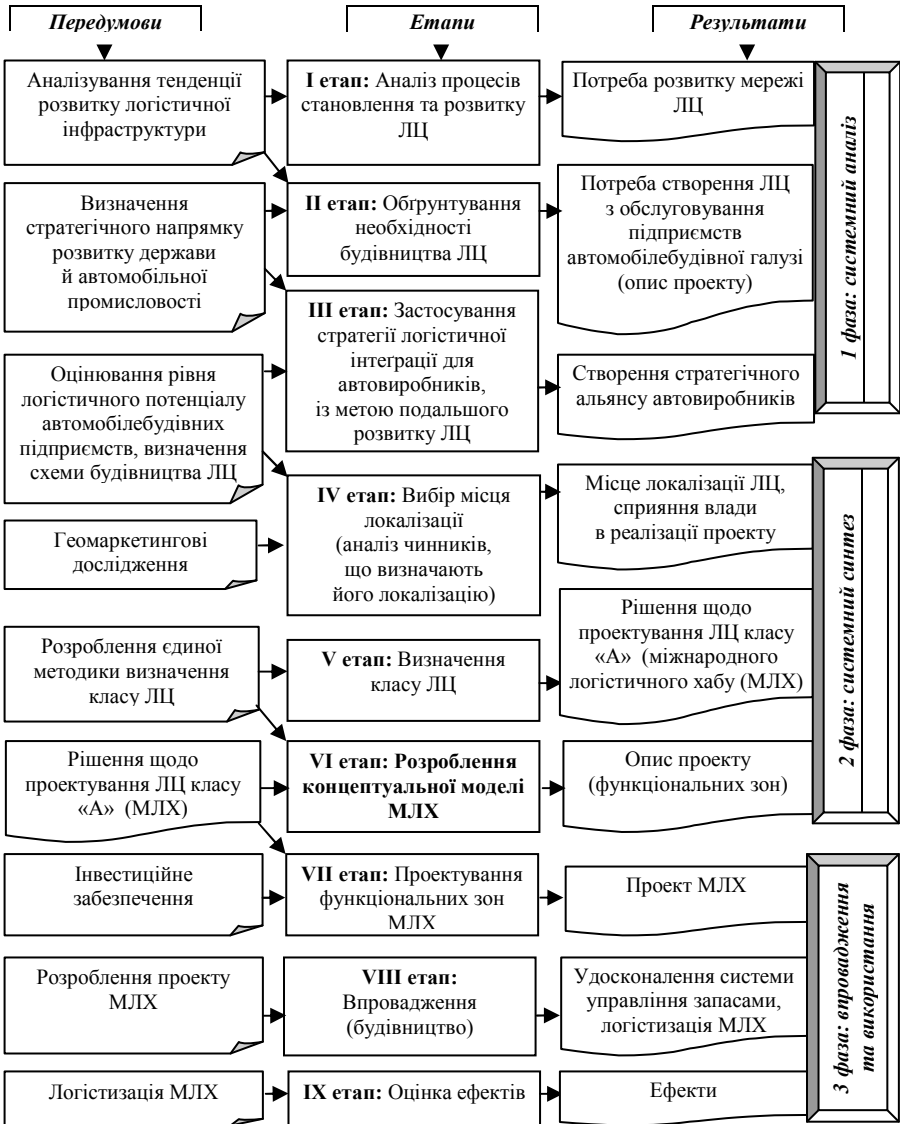 Передумови
Етапи
Результати
Аналізування тенденції
розвитку логістичної
інфраструктури
I етап: Аналіз процесів
становлення та розвитку
ЛЦ
Потреба розвитку мережі
ЛЦ
Визначення
стратегічного напрямку
розвитку держави
й автомобільної
промисловості
II етап: Обґрунтування
необхідності
будівництва ЛЦ
Потреба створення ЛЦ
з обслуговування
підприємств
автомобілебудівної галузі
(опис проекту)
III етап: Застосування
стратегії логістичної
інтеграції для
автовиробників,
із метою подальшого
розвитку ЛЦ
Створення стратегічного
альянсу автовиробників
1 фаза: системний аналіз
Оцінювання рівня
логістичного потенціалу
автомобілебудівних
підприємств, визначення
схеми будівництва ЛЦ
Геомаркетингові
дослідження
IV етап: Вибір місця
локалізації
(аналіз чинників,
що визначають
його локалізацію)
Місце локалізації ЛЦ,
сприяння влади
в реалізації проекту
Розроблення єдиної
методики визначення
класу ЛЦ
V етап: Визначення
класу ЛЦ
Рішення щодо
проектування ЛЦ класу
«А» (міжнародного
логістичного хабу (МЛХ)
Рішення щодо
проектування ЛЦ класу
«А» (МЛХ)
VI етап: Розроблення
концептуальної моделі
МЛХ
Опис проекту
(функціональних зон)
2 фаза: системний синтез
Інвестиційне
забезпечення
VII етап: Проектування
функціональних зон
МЛХ
Проект МЛХ
Розроблення проекту
МЛХ
VIII етап:
Впровадження
(будівництво)
Удосконалення системи
управління запасами,
логістизація МЛХ
Логістизація МЛХ
IX етап: Оцінка ефектів
Ефекти
3 фаза: впровадження
та використання